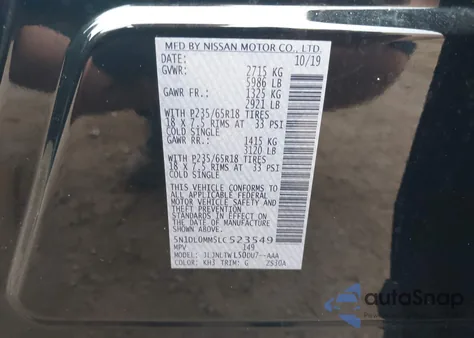 MFD BY NISSAN MOTOR CO., LTD.
DATE: 10/19
GVWR: 2715 KG
5986 LB
GAWR FR.: 1325 KG
2921 LB
WITH P235/65R18 TIRES
18 X 7.5 RIMS AT 33 PSI
COLD SINGLE
GAWR RR.: 1415 KG
3120 LB
WITH P235/65R18 TIRES
18 X 7.5 RIMS AT 33 PSI
COLD SINGLE
THIS VEHICLE CONFORMS TO
ALL APPLICABLE FEDERAL
MOTOR VEHICLE SAFETY
AND THEFT PREVENTION
STANDARDS IN EFFECT ON
THE DATE OF MANUFACTURE
SHOWN ABOVE.
5N1DL0MM5LC523549
MPV 149
MODEL:
COLOR: KH3 TRIM: G
autoSnap
Powered by